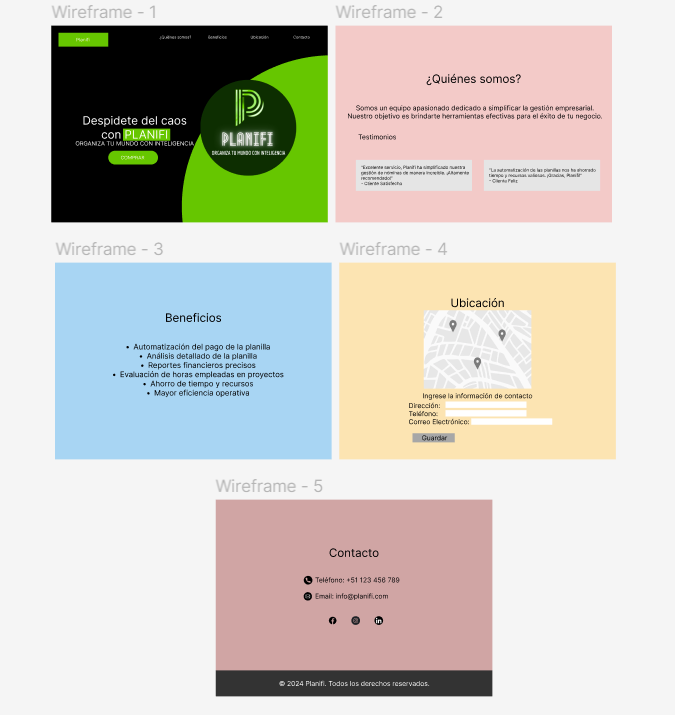 Wireframe - 1
Planifi
¿Quiénes somos?
Beneficios
Ubicación
Contacto
Despidete del caos
con PLANIFI
ORGANIZA TU MUNDO CON INTELIGENCIA
COMPRAR
PLANIFI
ORGANIZA TU MUNDO CON INTELIGENCIA
Wireframe - 2
¿Quiénes somos?
Somos un equipo apasionado dedicado a simplificar la gestión empresarial.
Nuestro objetivo es brindarte herramientas efectivas para el éxito de tu negocio.
Testimonios
"Excelente servicio, Planifi ha simplificado nuestra
gestión de nóminas de manera increíble. ¡Altamente
recomendado!"
- Cliente Satisfecho
"La automatización de las planillas nos ha ahorrado
tiempo y recursos valiosos. ¡Gracias, Planifi!"
- Cliente Feliz
Wireframe - 3
Beneficios
• Automatización del pago de la planilla
• Análisis detallado de la planilla
• Reportes financieros precisos
• Evaluación de horas empleadas en proyectos
• Ahorro de tiempo y recursos
• Mayor eficiencia operativa
Wireframe - 4
Ubicación
Ingrese la información de contacto
Dirección:
Teléfono:
Correo Electrónico:
Guardar
Wireframe - 5
Contacto
Teléfono: +51 123 456 789
Email: info@planifi.com
© 2024 Planifi. Todos los derechos reservados.